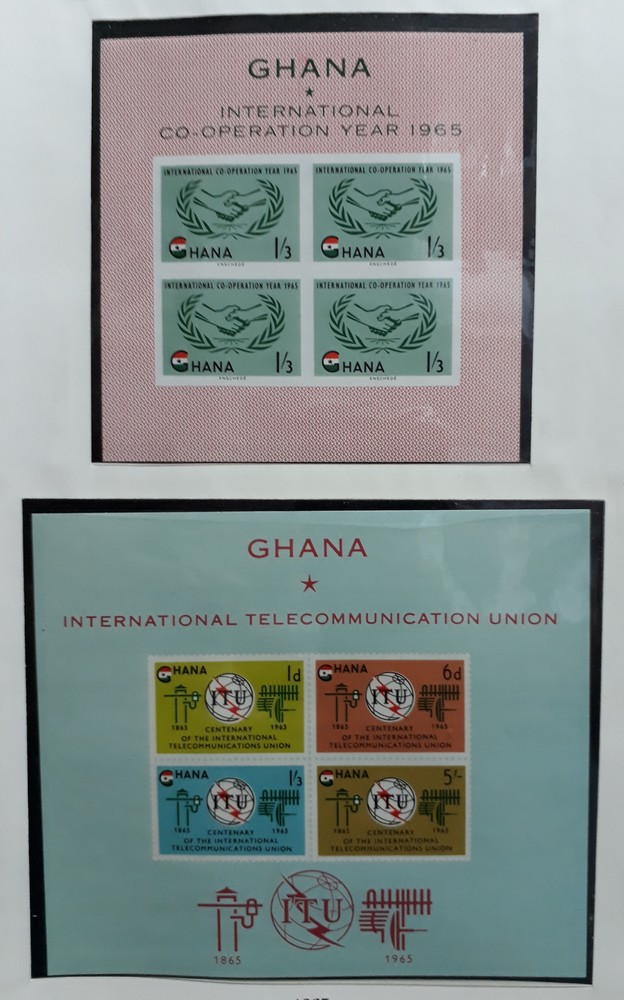 GHANA
INTERNATIONAL
CO-OPERATION YEAR 1965
INTERNATIONAL CO-OPERATION YEAR 1965
GHANA 1/3
ENSCHEDÉ
INTERNATIONAL CO-OPERATION YEAR 1965
GHANA 1/3
ENSCHEDÉ
INTERNATIONAL CO-OPERATION YEAR 1965
GHANA 1/3
ENSCHEDÉ
INTERNATIONAL CO-OPERATION YEAR 1965
GHANA 1/3
ENSCHEDÉ
GHANA
INTERNATIONAL TELECOMMUNICATION UNION
GHANA 1d
ITU
1865 1965
CENTENARY
OF THE INTERNATIONAL
TELECOMMUNICATIONS UNION
GHANA 6d
ITU
1865 1965
CENTENARY
OF THE INTERNATIONAL
TELECOMMUNICATIONS UNION
GHANA 1/3
ITU
1865 1965
CENTENARY
OF THE INTERNATIONAL
TELECOMMUNICATIONS UNION
GHANA 5/-
ITU
1865 1965
CENTENARY
OF THE INTERNATIONAL
TELECOMMUNICATIONS UNION
ITU
1865 1965